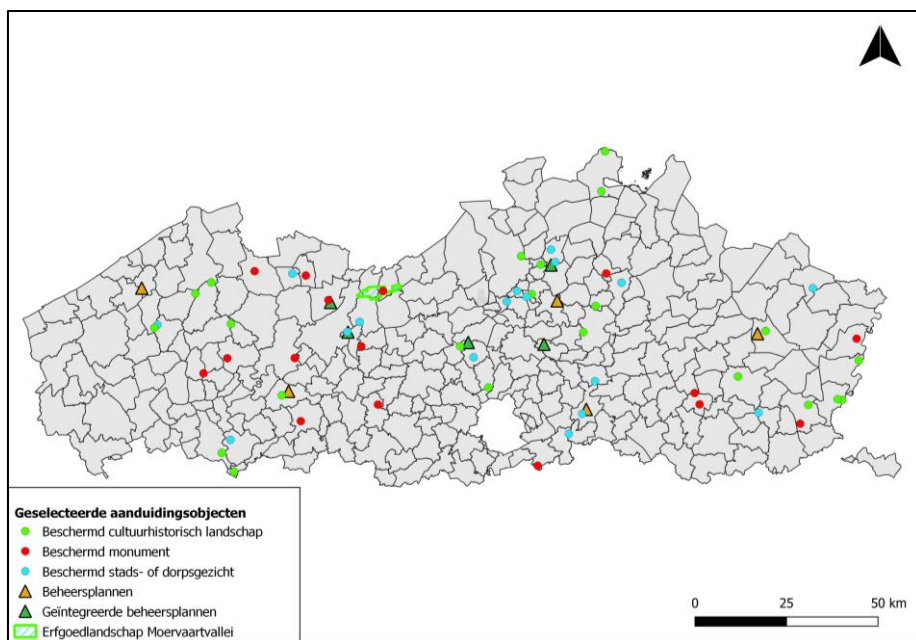 Geselecteerde aanduidingsobjecten
Beschermd cultuurhistorisch landschap
Beschermd monument
Beschermd stads- of dorpsgezicht
Beheersplannen
Geïntegreerde beheersplannen
Erfgoedlandschap Moervaartvallei
0 25 50 km